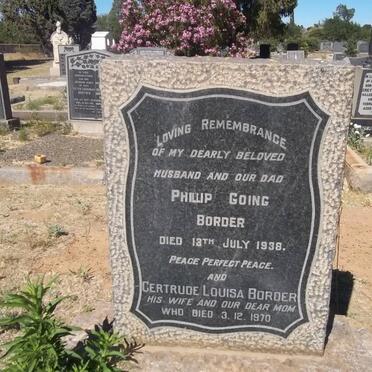 LOVING REMEMBRANCE
OF MY DEARLY BELOVED
HUSBAND AND OUR DAD
PHILLIP GOING
BORDER
DIED 13TH JULY 1938.
PEACE PERFECT PEACE.
AND
GERTRUDE LOUISA BORDER
HIS WIFE AND OUR DEAR MOM
WHO DIED 3.12.1970